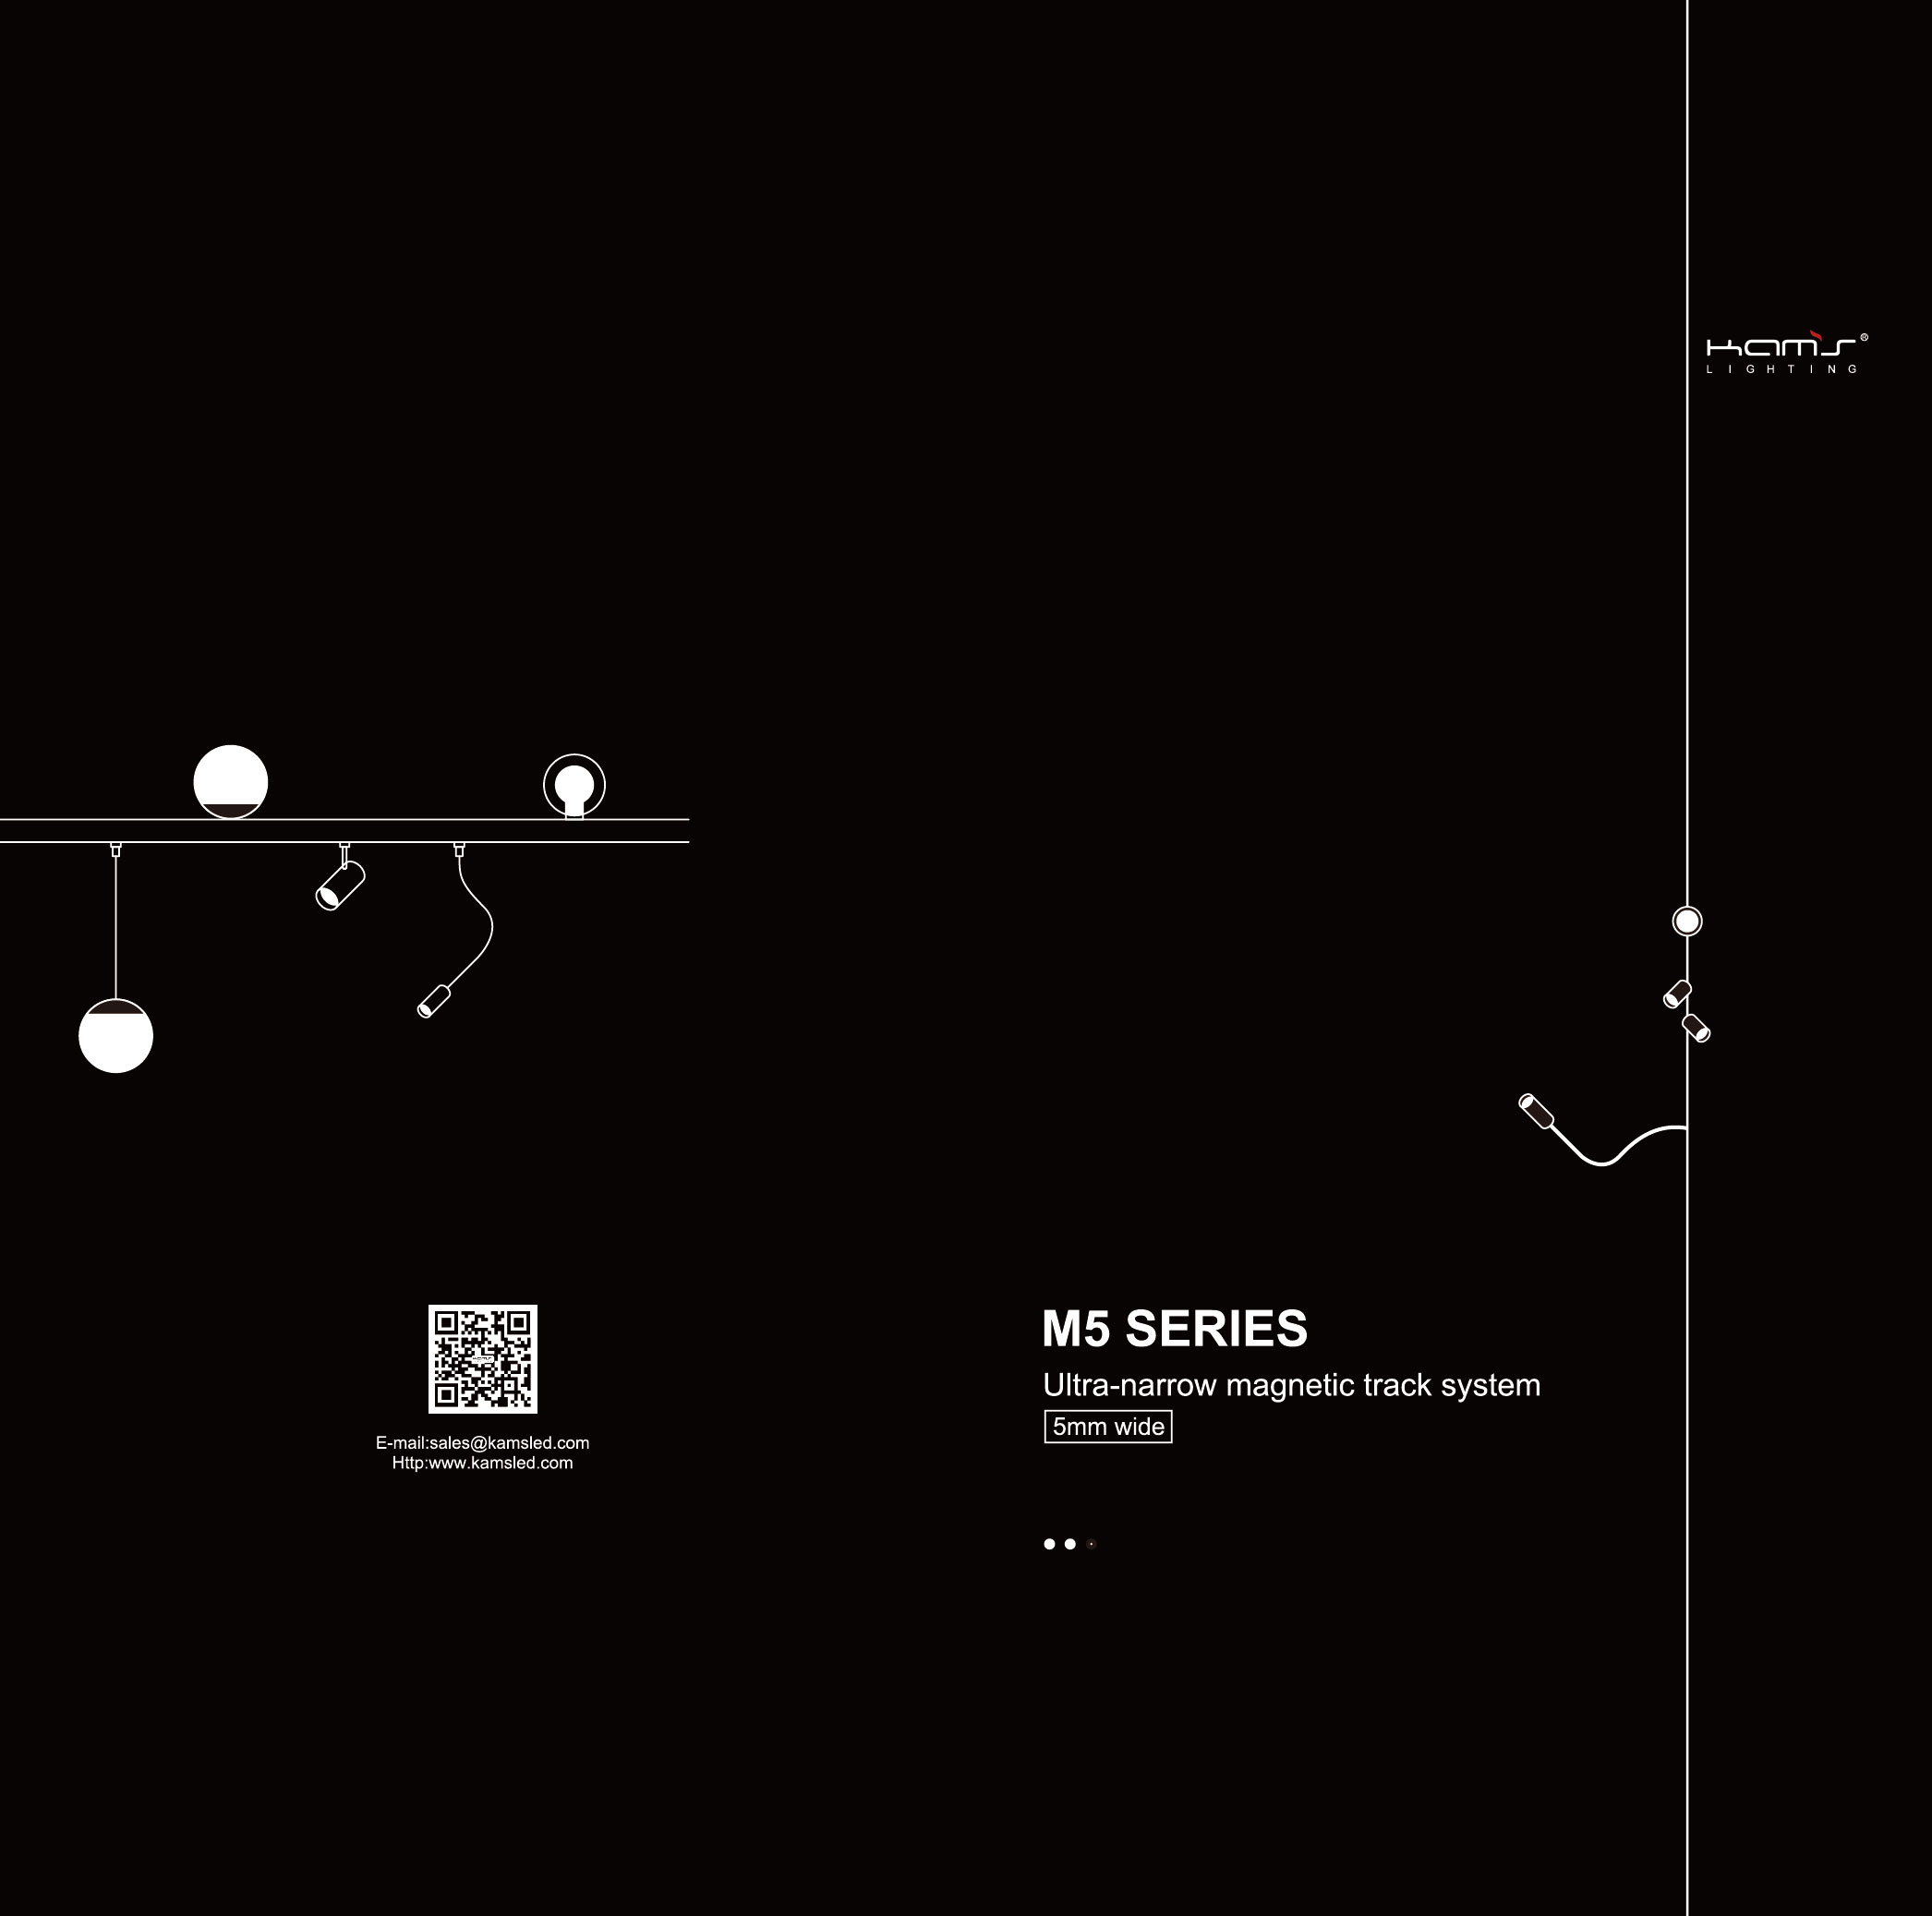 kam's®
LIGHTING
M5 SERIES
Ultra-narrow magnetic track system
5mm wide
E-mail:sales@kamsled.com
Http:www.kamsled.com